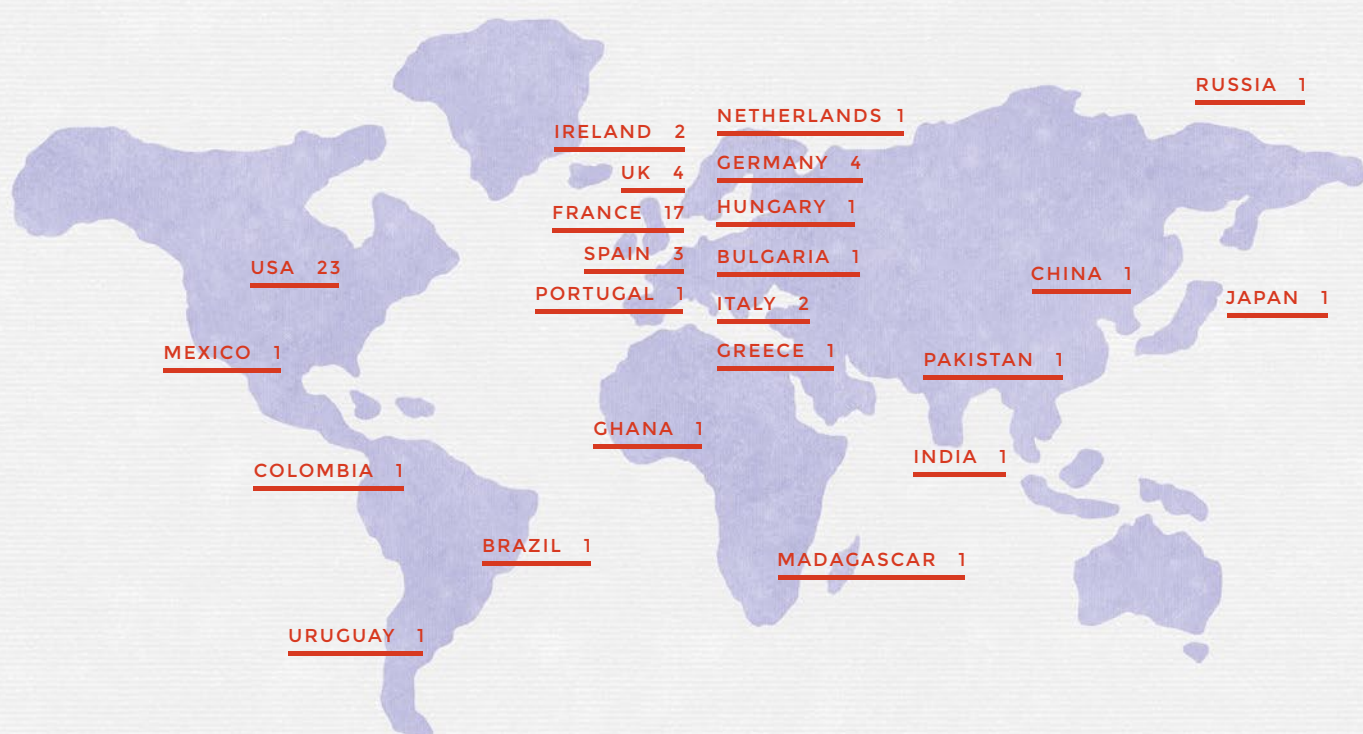 RUSSIA 1
NETHERLANDS 1
IRELAND 2
GERMANY 4
UK 4
HUNGARY 1
FRANCE 17
SPAIN 3
BULGARIA 1
USA 23
CHINA 1
PORTUGAL 1
ITALY 2
JAPAN 1
MEXICO 1
GREECE 1
PAKISTAN 1
GHANA 1
INDIA 1
COLOMBIA 1
BRAZIL 1
MADAGASCAR 1
URUGUAY 1